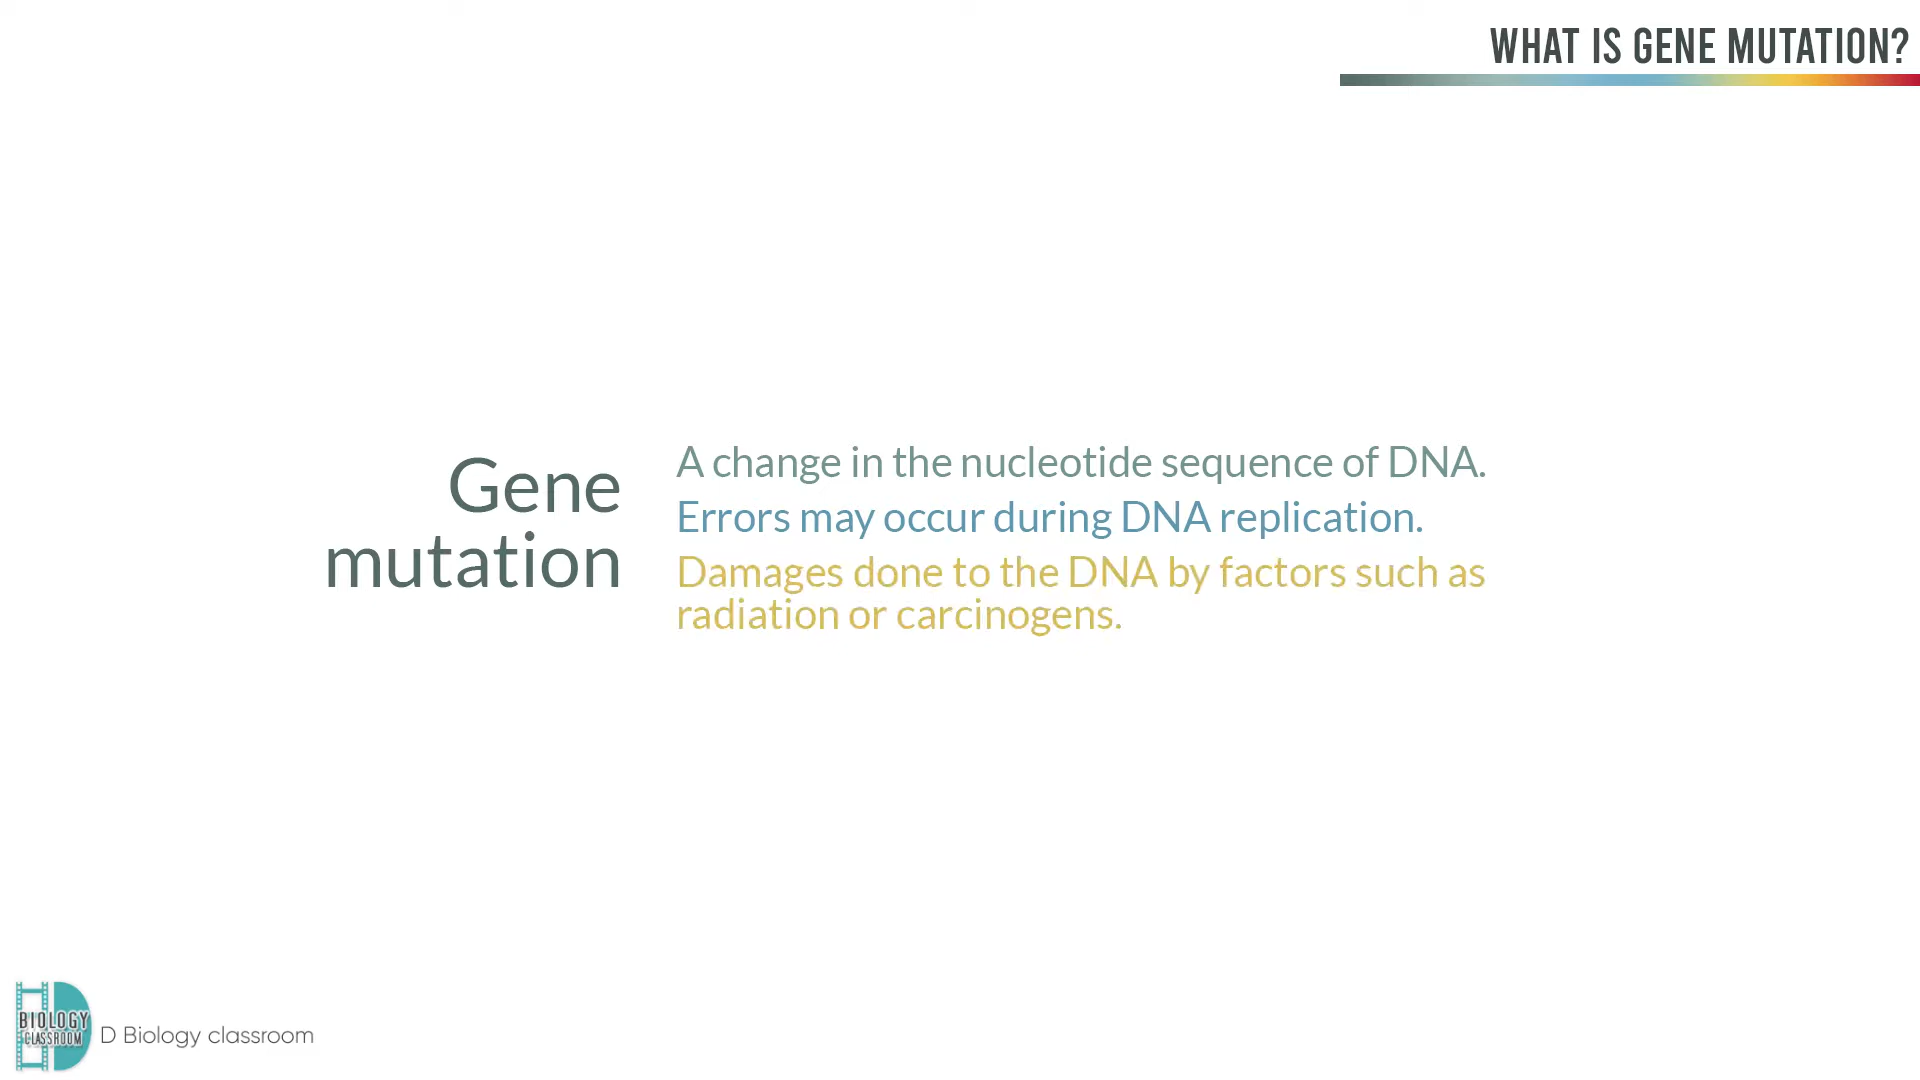 WHAT IS GENE MUTATION?
Gene
mutation
A change in the nucleotide sequence of DNA.
Errors may occur during DNA replication.
Damages done to the DNA by factors such as
radiation or carcinogens.
BIOLOGY
CLASSROOM
D Biology classroom